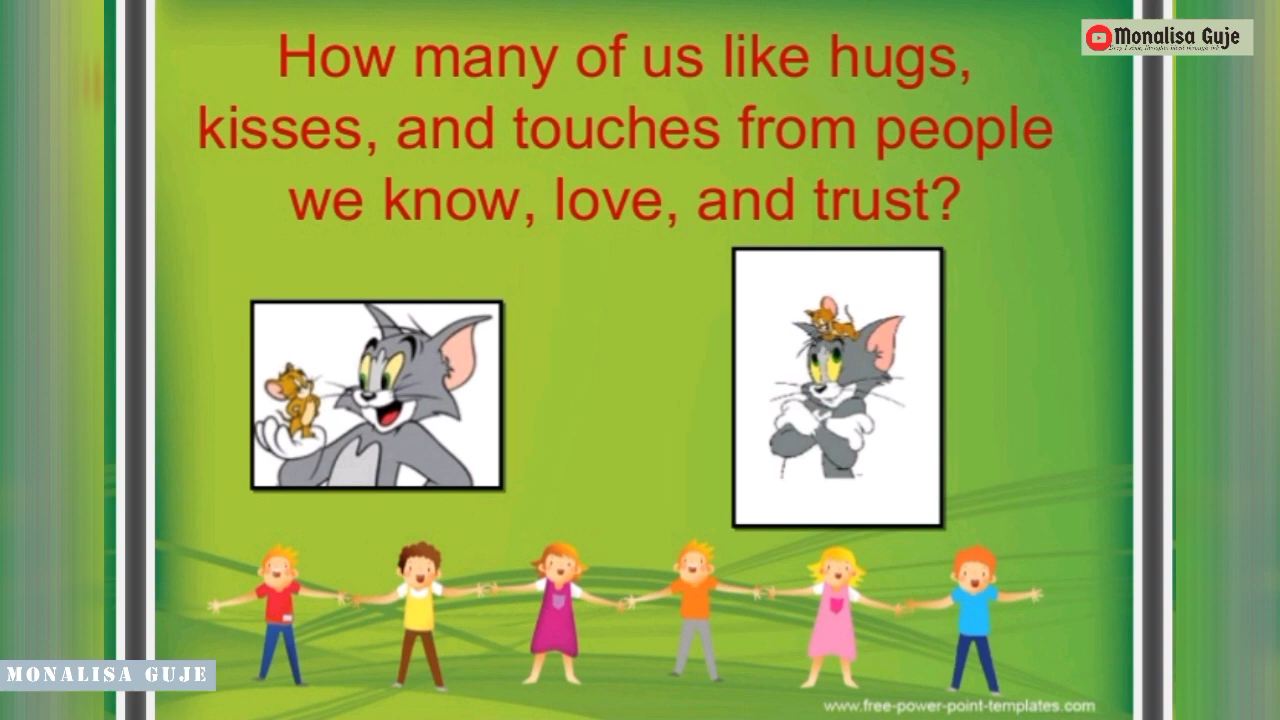 Monalisa Guje
How many of us like hugs,
kisses, and touches from people
we know, love, and trust?
MONALISA GUJE
www.free-power-point-templates.com